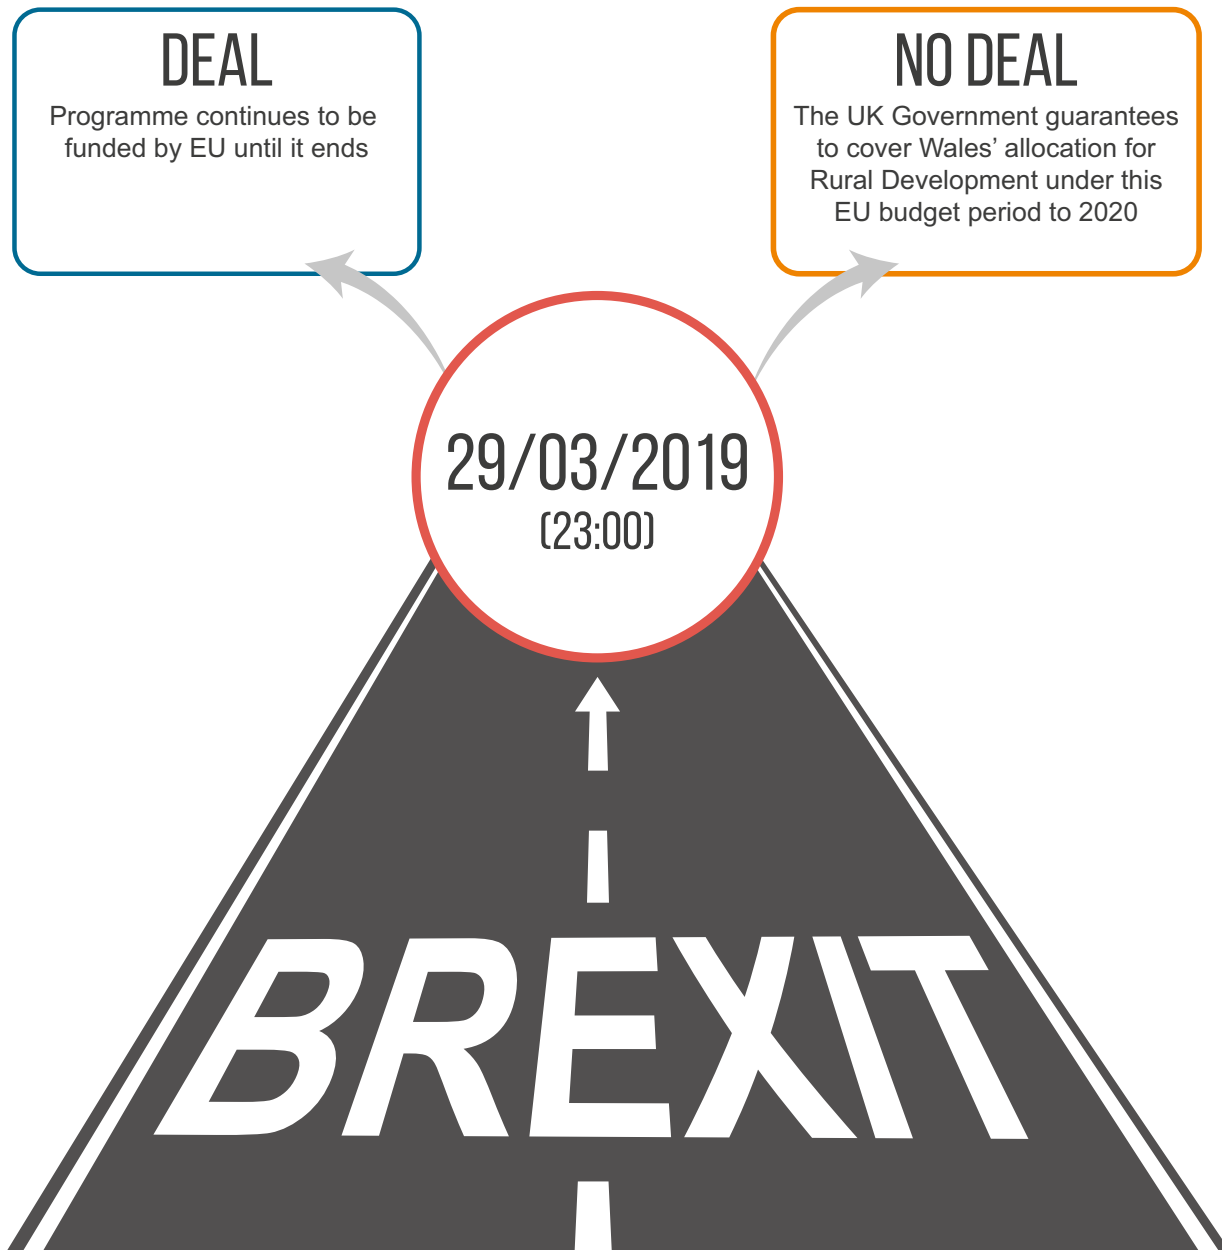 DEAL
Programme continues to be
funded by EU until it ends
NO DEAL
The UK Government guarantees
to cover Wales’ allocation for
Rural Development under this
EU budget period to 2020
29/03/2019
(23:00)
BREXIT